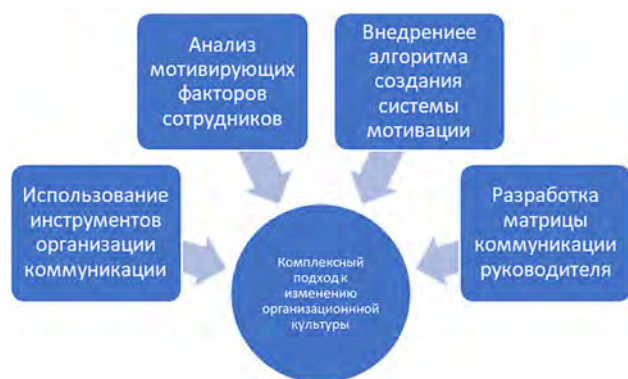 Анализ
мотивирующих
факторов
сотрудников
Внедрениее
алгоритма
создания
системы
мотивации
Использование
инструментов
организации
коммуникации
Разработка
матрицы
коммуникации
руководителя
Комплексный
подход к
изменению
организационнной
культуры